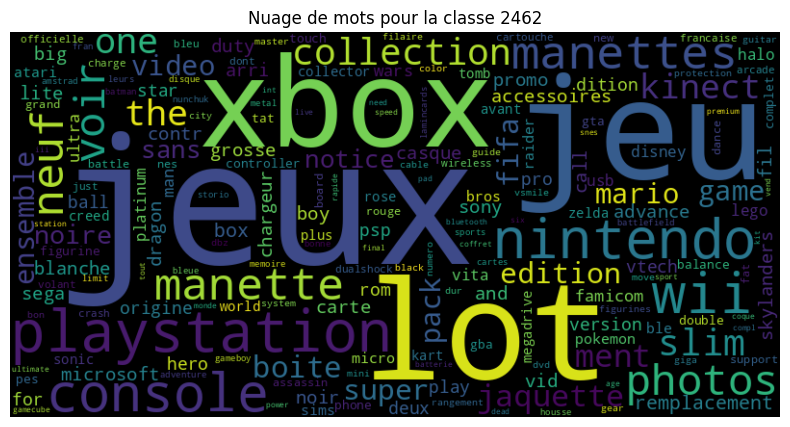 Nuage de mots pour la classe 2462
officielle fran bleu dont master filaire touch cartouche new francaise guitar
big charge leurs duty one collection manettes halo
atari amstrad batman disque video arri collector wars color tomb promo dition protection arcade
lite star xbox kinect complet
grand nunchuk int metal need accessoires
voir ultra the city tat live speed lamincards avant fifa gta dance premium
neuf contr casque guide raider disney snes
battle nes sans grosse notice wireless call fil
ensemble just controller cable pad pro usb vend
ball man board rapide vsmile mario game
creed platinum chargeur rose bros zelda advance lego
station dragon boy rouge sony bluetooth sports battlefield
noire box plus psp jeux jeu coffret nintendo
figurine dbz final cartes kit
blanche bleue memoire dualshock black numero vita edition vtech balance
volant tout manette rom move sport fat skylanders
sega limit pack dur wii
origine world system carte and famicom figurines double coque
bon crash monde version ble compl
playstation lot megadrive pokemon slim
sonic gameboy micro kart gba
hero ment giga support
pes microsoft boite mini batterie dvd
ultimate adventure assassin super play vid age photos
for console noir phone deux jaquette remplacement
gamecube power sims rangement dead housse gear